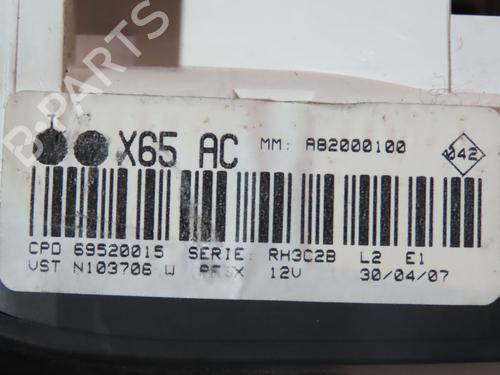 X65 AC MM: A82000100 042
CPD 69520015 SERIE RH3C2B L2 E1
VST N103706 W 12V 30/04/07
B-PARTS